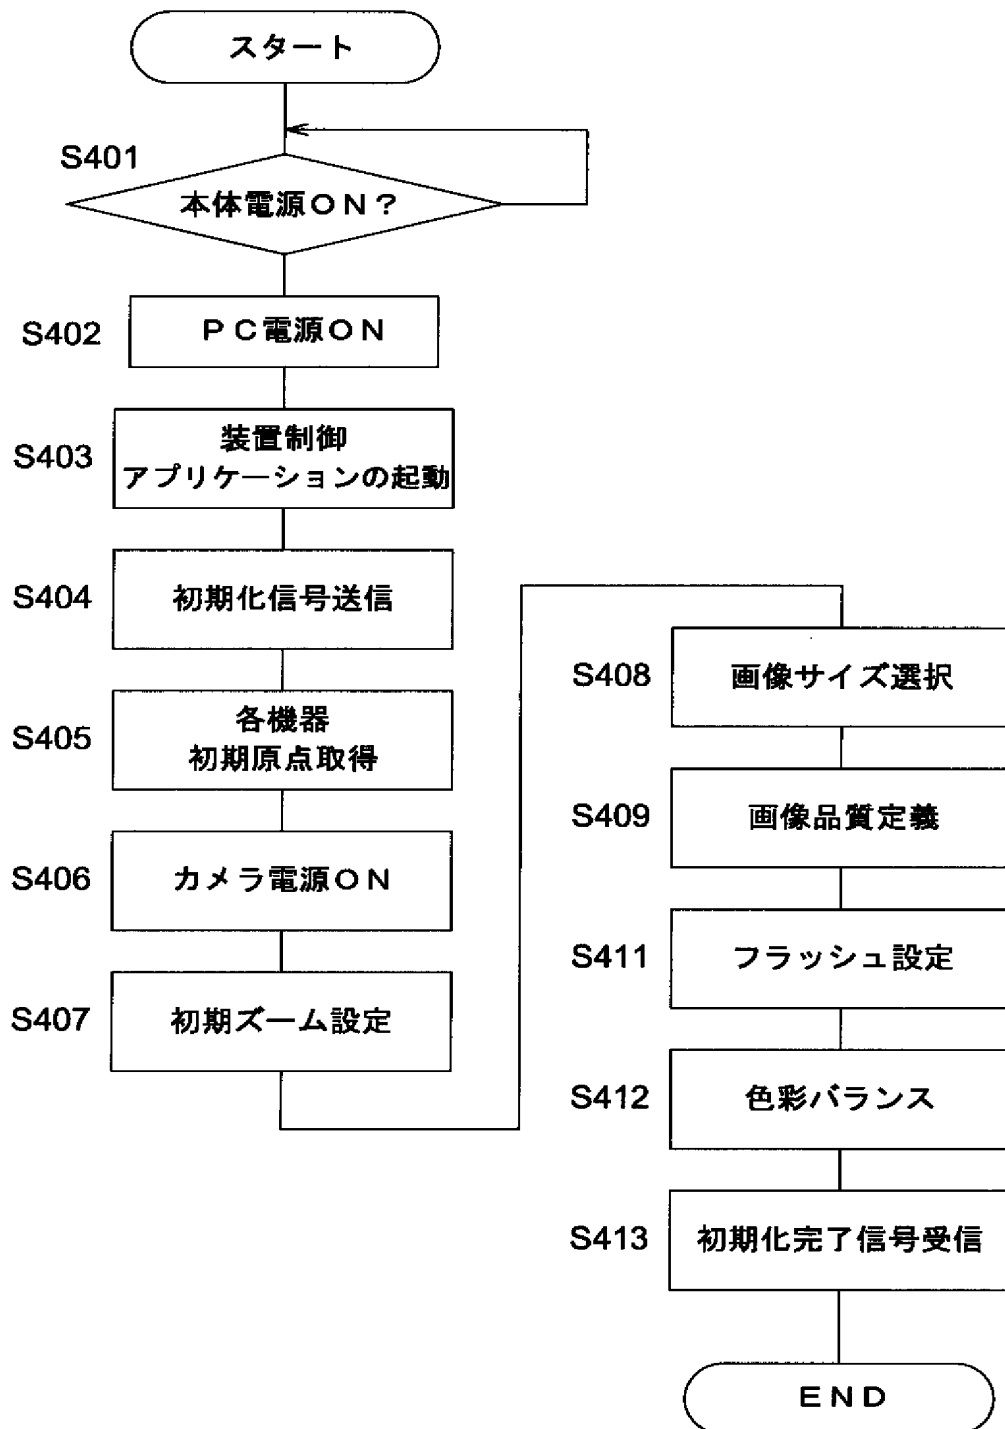 スタート
S401
本体電源ON?
S402
PC電源ON
S403
装置制御
アプリケーションの起動
S404
初期化信号送信
S405
各機器
初期原点取得
S406
カメラ電源ON
S407
初期ズーム設定
S408
画像サイズ選択
S409
画像品質定義
S411
フラッシュ設定
S412
色彩バランス
S413
初期化完了信号受信
END